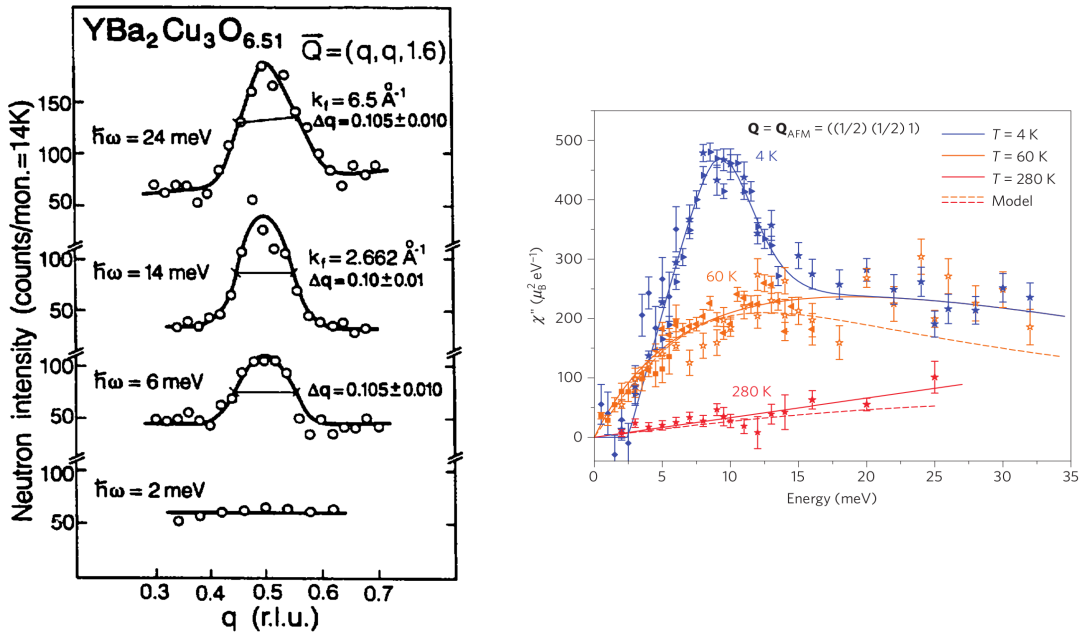 YBa₂Cu₃O₆.₅₁
Q⃗ = (q, q, 1.6)
k_f = 6.5 Å⁻¹
Δq = 0.105 ± 0.010
ħω = 24 meV
150
100
50
k_f = 2.662 Å⁻¹
Δq = 0.10 ± 0.01
ħω = 14 meV
100
50
Δq = 0.105 ± 0.010
ħω = 6 meV
100
50
ħω = 2 meV
100
50
Neutron intensity (counts/mon. = 14K)
0.3 0.4 0.5 0.6 0.7
q (r.l.u.)
Q = Q_AFM = ((1/2) (1/2) 1)
T = 4 K
T = 60 K
T = 280 K
Model
4 K
60 K
280 K
χ″ (μ_B² eV⁻¹)
500
400
300
200
100
0
0 5 10 15 20 25 30 35
Energy (meV)